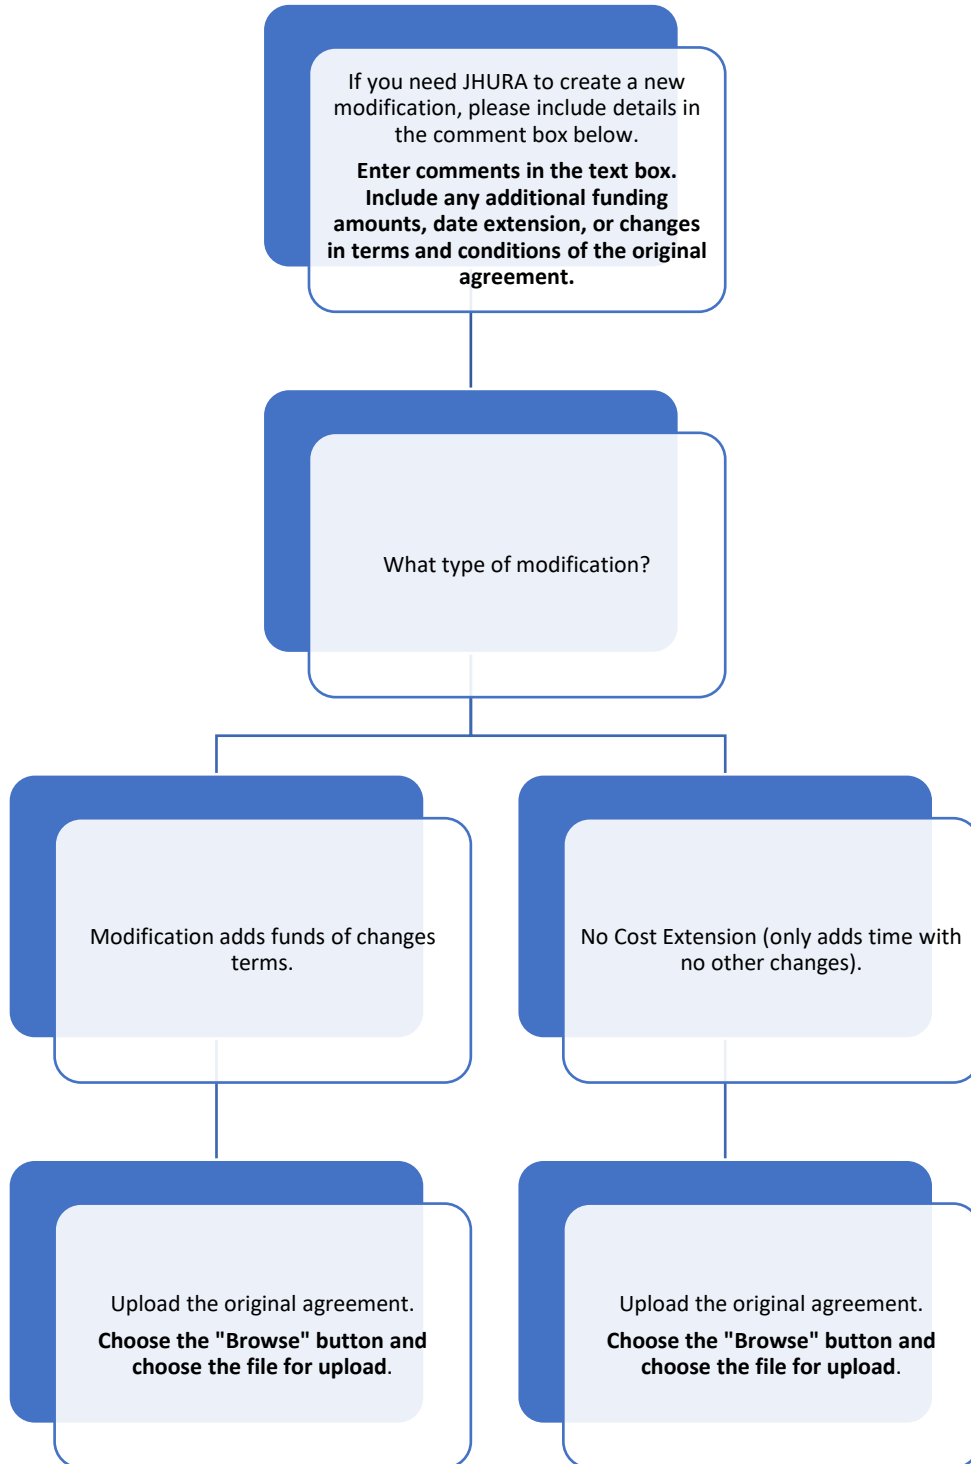 If you need JHURA to create a new
modification, please include details in
the comment box below.
Enter comments in the text box.
Include any additional funding
amounts, date extension, or changes
in terms and conditions of the original
agreement.
What type of modification?
Modification adds funds of changes
terms.
No Cost Extension (only adds time with
no other changes).
Upload the original agreement.
Choose the "Browse" button and
choose the file for upload.
Upload the original agreement.
Choose the "Browse" button and
choose the file for upload.